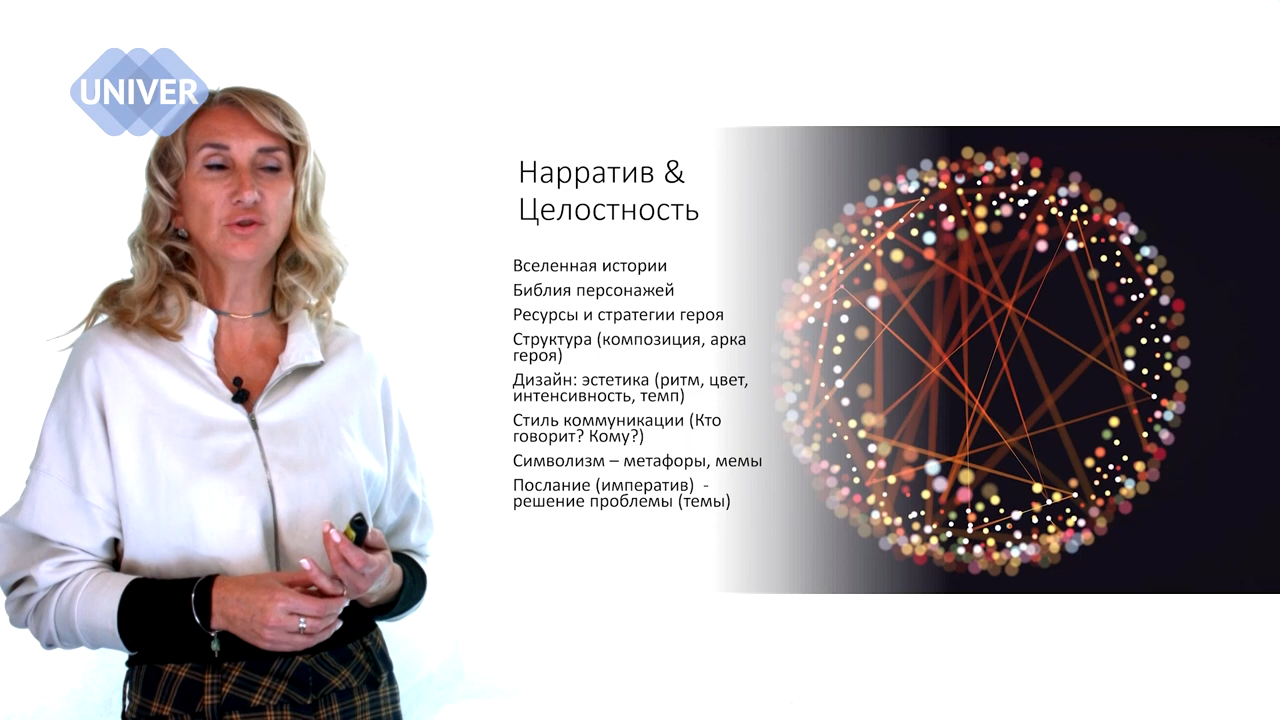 UNIVER
Нарратив &
Целостность
Вселенная истории
Библия персонажей
Ресурсы и стратегии героя
Структура (композиция, арка
героя)
Дизайн: эстетика (ритм, цвет,
интенсивность, темп)
Стиль коммуникации (Кто
говорит? Кому?)
Символизм – метафоры, мемы
Послание (императив) -
решение проблемы (темы)